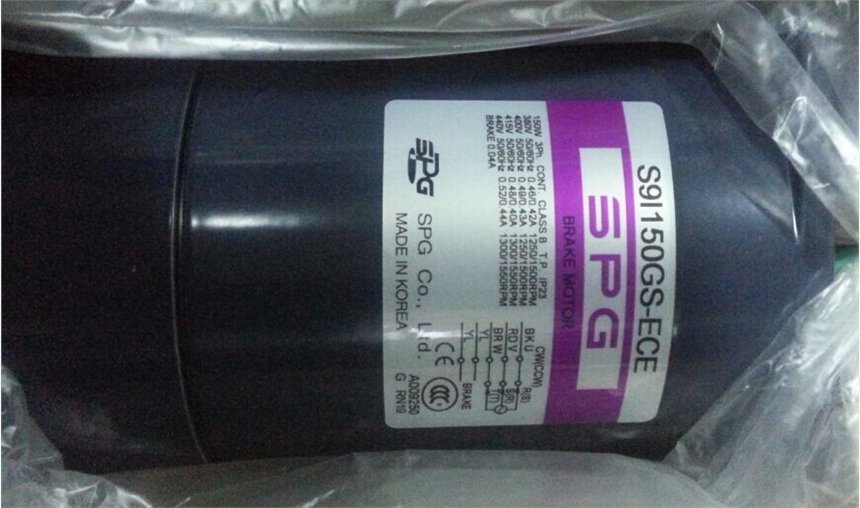 S9I150GS-ECE
SPG
BRAKE MOTOR
150W 3Ph. CONT. CLASS B T.P IP23
380V 50/60Hz 0.46/0.42A 1250/1500RPM
400V 50/60Hz 0.49/0.43A 1250/1500RPM
415V 50/60Hz 0.48/0.40A 1300/1550RPM
440V 50/60Hz 0.52/0.44A 1300/1550RPM
BRAKE 0.04A
CW(CCW)
BK U R(S)
RD V S(R)
BR W T(T)
YL
YL BRAKE
SPG
SPG Co., Ltd.
MADE IN KOREA
CE
CCC
A009250
G RN19